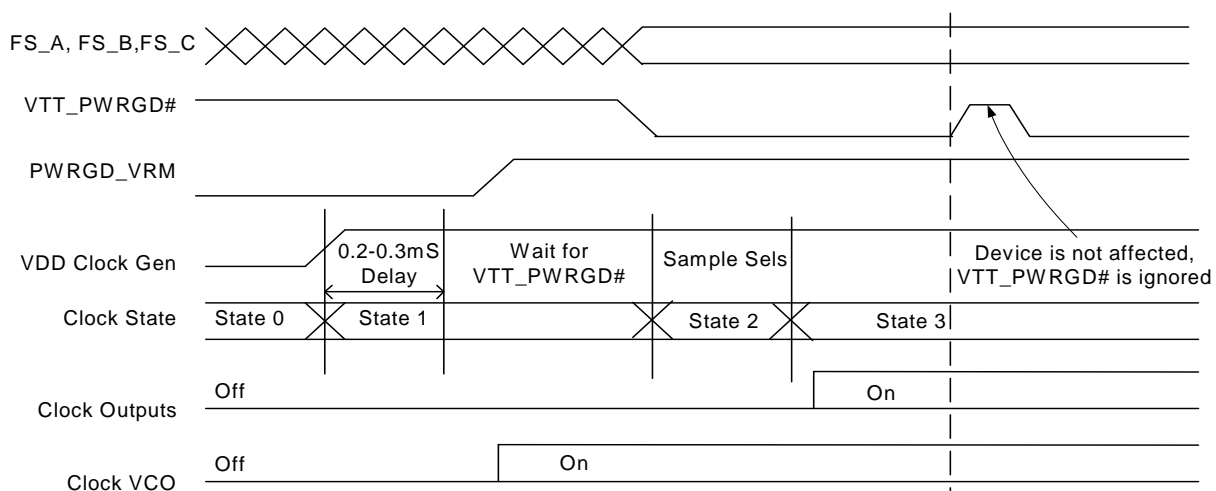 FS_A, FS_B,FS_C
VTT_PWRGD#
PWRGD_VRM
VDD Clock Gen
0.2-0.3mS
Delay
Wait for
VTT_PWRGD#
Sample Sels
Device is not affected,
VTT_PWRGD# is ignored
Clock State
State 0
State 1
State 2
State 3
Clock Outputs
Off
On
Clock VCO
Off
On